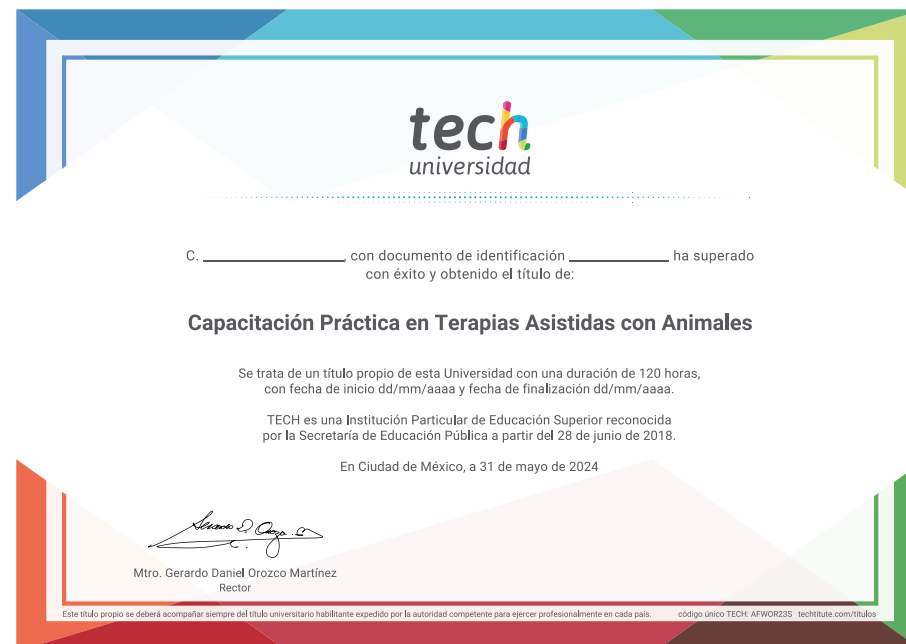 tech
universidad
C. ____________, con documento de identificación ____________ ha superado
con éxito y obtenido el título de:
Capacitación Práctica en Terapias Asistidas con Animales
Se trata de un título propio de esta Universidad con una duración de 120 horas,
con fecha de inicio dd/mm/aaaa y fecha de finalización dd/mm/aaaa.
TECH es una Institución Particular de Educación Superior reconocida
por la Secretaría de Educación Pública a partir del 28 de junio de 2018.
En Ciudad de México, a 31 de mayo de 2024
Mtro. Gerardo Daniel Orozco Martínez
Rector
Este título propio se deberá acompañar siempre del título universitario habilitante expedido por la autoridad competente para ejercer profesionalmente en cada país. código único TECH: AFWOR23S techtitute.com/titulos